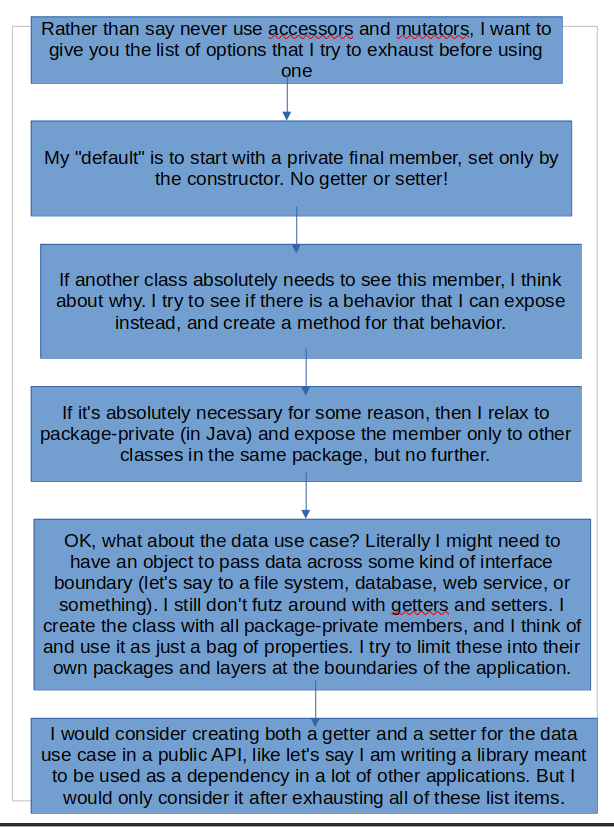 Rather than say never use accessors and mutators, I want to
give you the list of options that I try to exhaust before using
one
My "default" is to start with a private final member, set only by
the constructor. No getter or setter!
If another class absolutely needs to see this member, I think
about why. I try to see if there is a behavior that I can expose
instead, and create a method for that behavior.
If it's absolutely necessary for some reason, then I relax to
package-private (in Java) and expose the member only to other
classes in the same package, but no further.
OK, what about the data use case? Literally I might need to
have an object to pass data across some kind of interface
boundary (let's say to a file system, database, web service, or
something). I still don't futz around with getters and setters. I
create the class with all package-private members, and I think of
and use it as just a bag of properties. I try to limit these into their
own packages and layers at the boundaries of the application.
I would consider creating both a getter and a setter for the data
use case in a public API, like let's say I am writing a library meant
to be used as a dependency in a lot of other applications. But I
would only consider it after exhausting all of these list items.